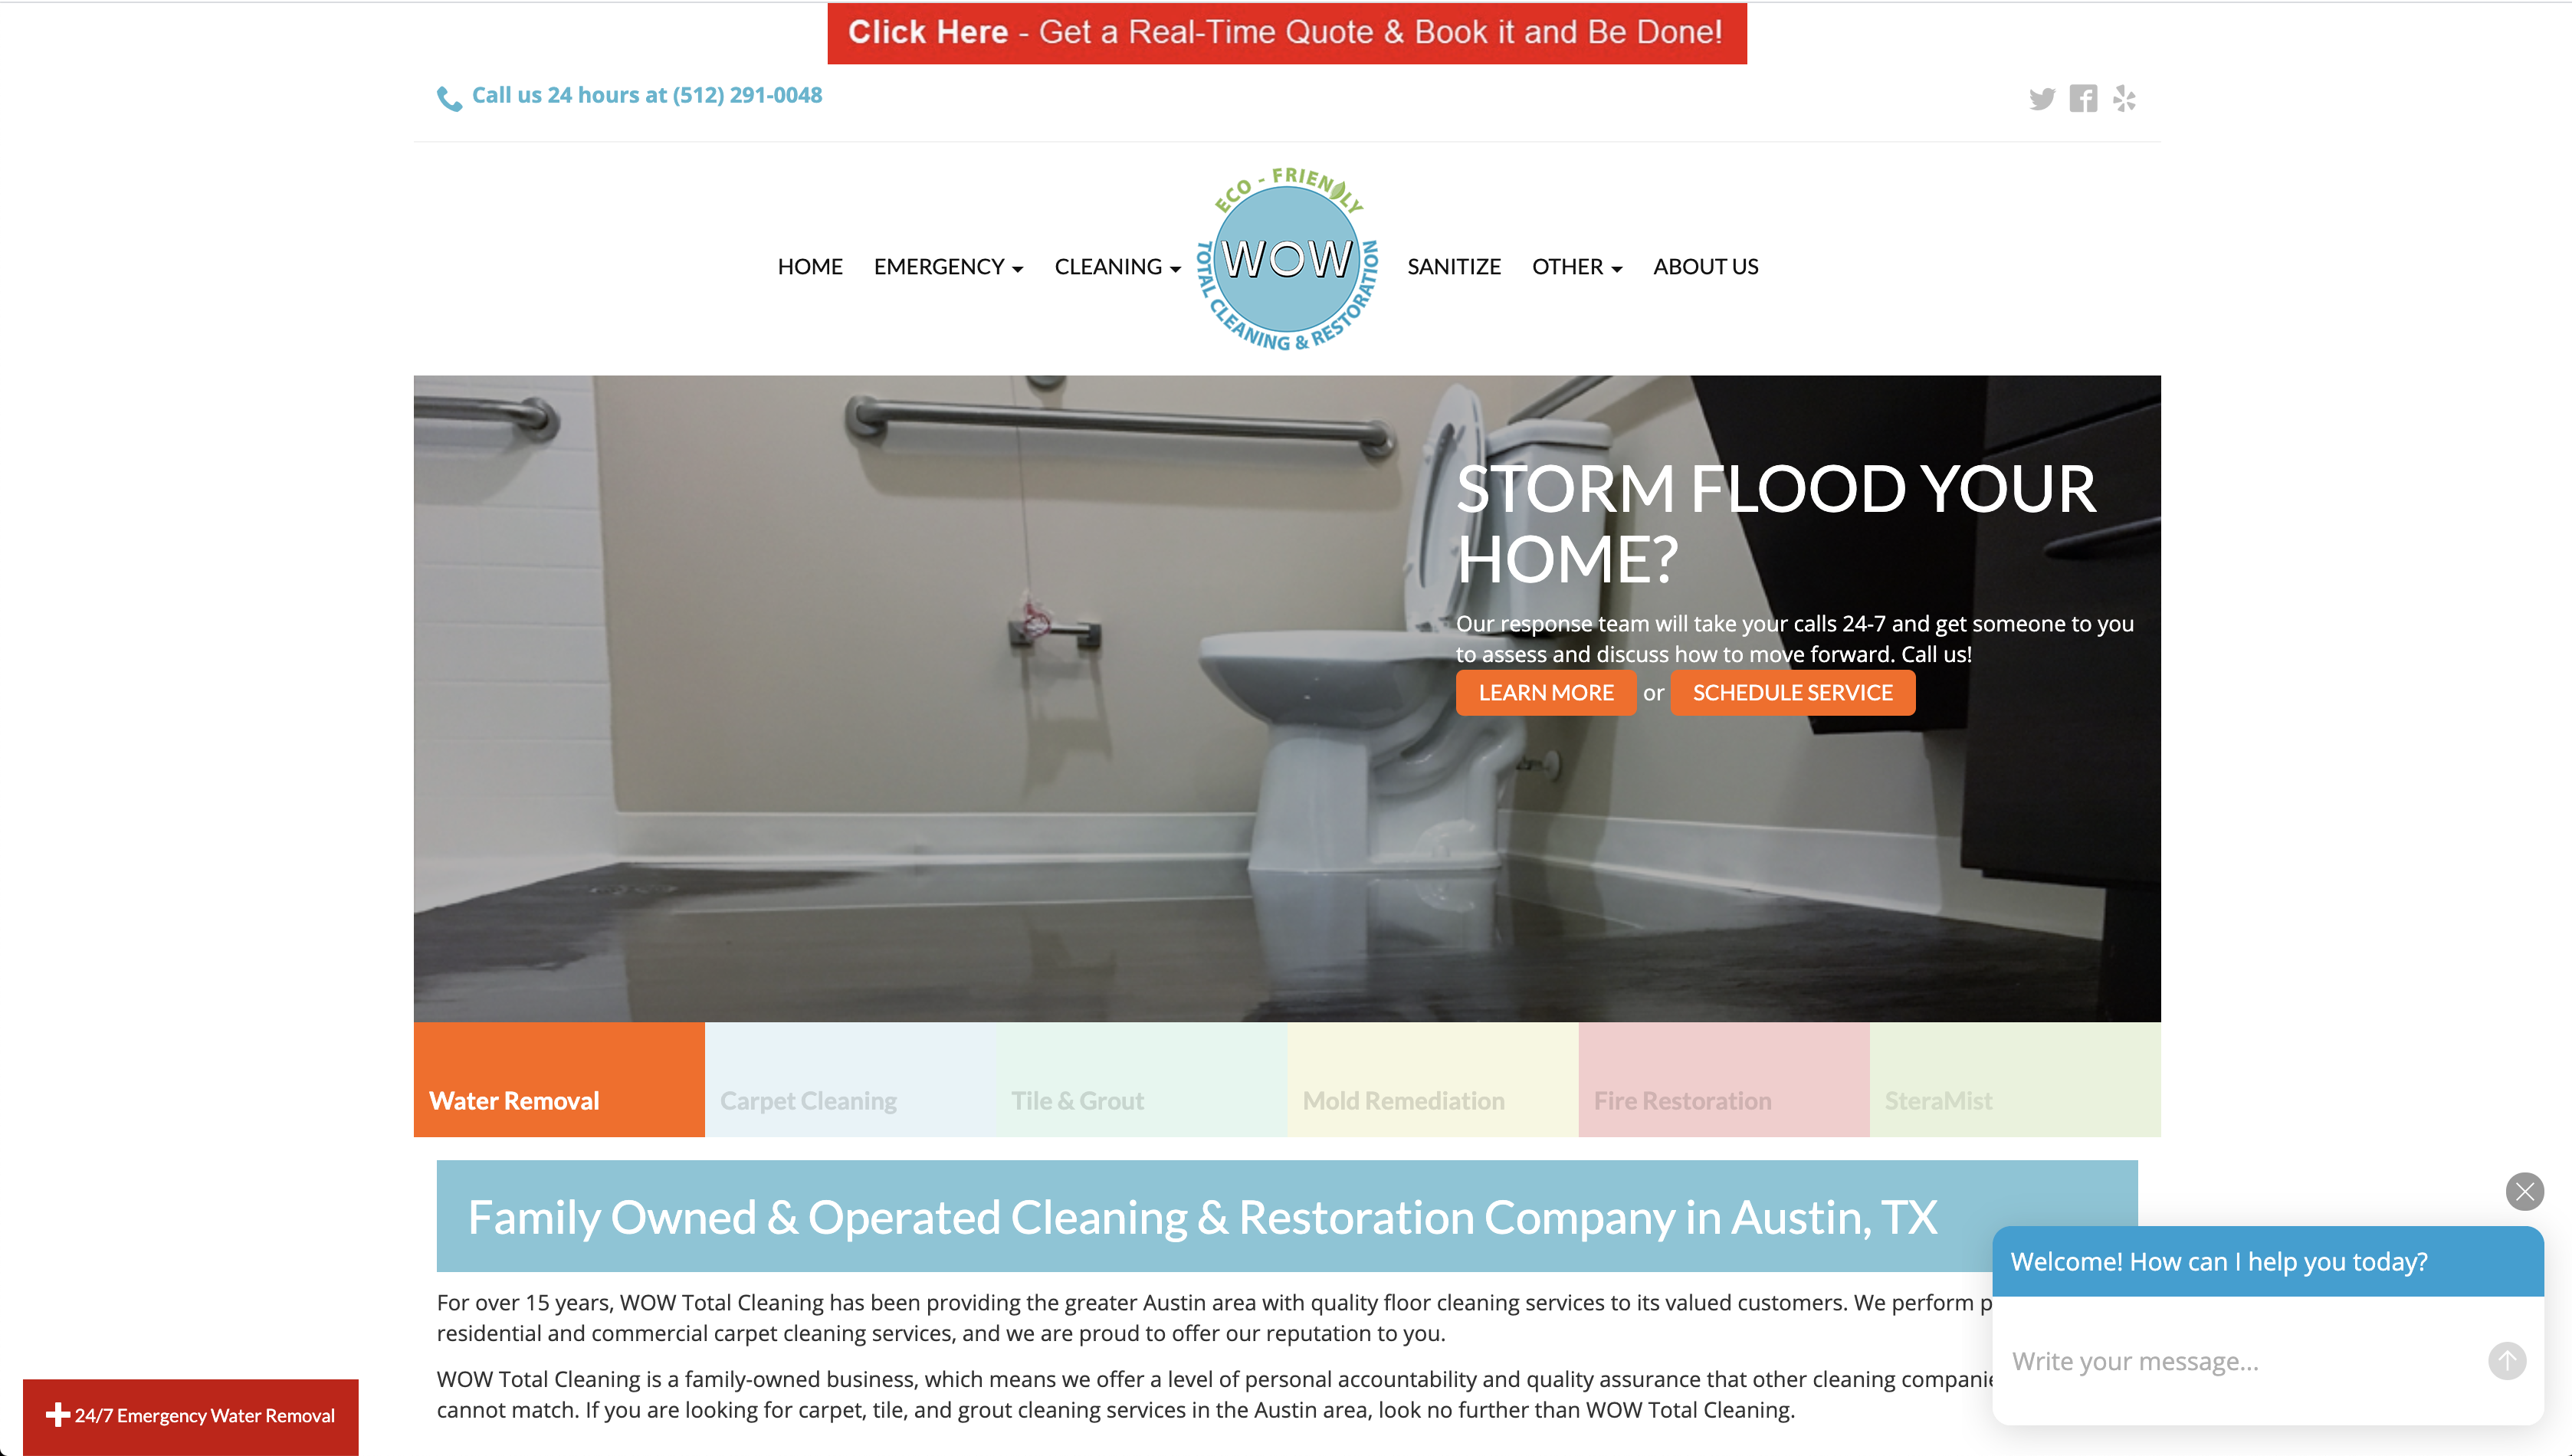 Click Here - Get a Real-Time Quote & Book it and Be Done!
Call us 24 hours at (512) 291-0048
ECO - FRIENDLY
WOW
TOTAL CLEANING & RESTORATION
HOME EMERGENCY CLEANING SANITIZE OTHER ABOUT US
STORM FLOOD YOUR
HOME?
Our response team will take your calls 24-7 and get someone to you
to assess and discuss how to move forward. Call us!
LEARN MORE or SCHEDULE SERVICE
Water Removal
Carpet Cleaning
Tile & Grout
Mold Remediation
Fire Restoration
SteraMist
Family Owned & Operated Cleaning & Restoration Company in Austin, TX
For over 15 years, WOW Total Cleaning has been providing the greater Austin area with quality floor cleaning services to its valued customers. We perform
residential and commercial carpet cleaning services, and we are proud to offer our reputation to you.
WOW Total Cleaning is a family-owned business, which means we offer a level of personal accountability and quality assurance that other cleaning
cannot match. If you are looking for carpet, tile, and grout cleaning services in the Austin area, look no further than WOW Total Cleaning.
24/7 Emergency Water Removal
Welcome! How can I help you today?
Write your message...